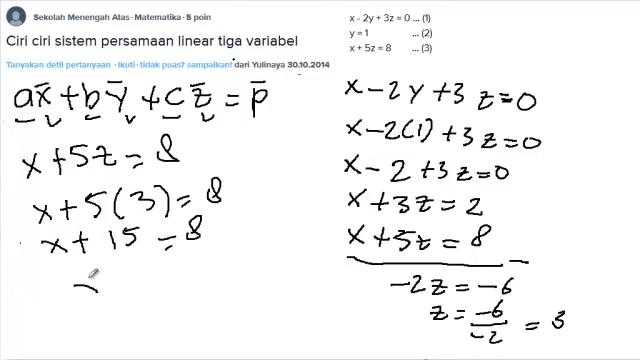 Sekolah Menengah Atas · Matematika · 5 poin
Ciri ciri sistem persamaan linear tiga variabel
Tanyakan detil pertanyaan · Ikuti · tidak puas? sampaikan! dari Yulinaya 30.10.2014
x - 2y + 3z = 0 ... (1)
y = 1 ... (2)
x + 5z = 8 ... (3)
ax + by + cz = p
x + 5z = 8
x + 5(3) = 8
x + 15 = 8
x - 2y + 3z = 0
x - 2(1) + 3z = 0
x - 2 + 3z = 0
x + 3z = 2
x + 5z = 8
-2z = -6
z = -6/-2 = 3